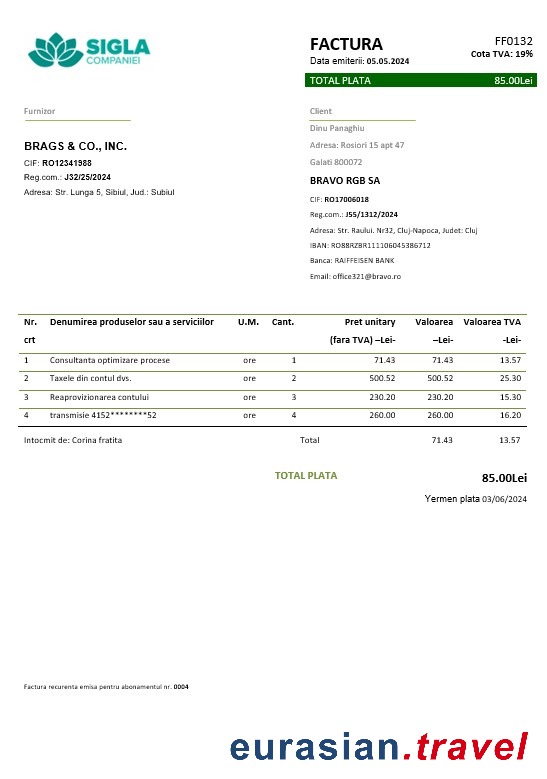 SIGLA
COMPANIEI
FACTURA
FF0132
Data emiterii: 05.05.2024
Cota TVA: 19%
TOTAL PLATA 85.00Lei
Furnizor
BRAGS & CO., INC.
CIF: RO12341988
Reg.com.: J32/25/2024
Adresa: Str. Lunga 5, Sibiul, Jud.: Subiul
Client
Dinu Panaghiu
Adresa: Rosiori 15 apt 47
Galati 800072
BRAVO RGB SA
CIF: RO17006018
Reg.com.: J55/1312/2024
Adresa: Str. Raului. Nr32, Cluj-Napoca, Judet: Cluj
IBAN: RO88RZBR111106045386712
Banca: RAIFFEISEN BANK
Email: office321@bravo.ro
Nr. Denumirea produselor sau a serviciilor U.M. Cant. Pret unitary Valoarea Valoarea TVA
crt (fara TVA) –Lei- –Lei- -Lei-
1 Consultanta optimizare procese ore 1 71.43 71.43 13.57
2 Taxele din contul dvs. ore 2 500.52 500.52 25.30
3 Reaprovizionarea contului ore 3 230.20 230.20 15.30
4 transmisie 4152********52 ore 4 260.00 260.00 16.20
Intocmit de: Corina fratita Total 71.43 13.57
TOTAL PLATA 85.00Lei
Yermen plata 03/06/2024
Factura recurenta emisa pentru abonamentul nr. 0004
eurasian.travel